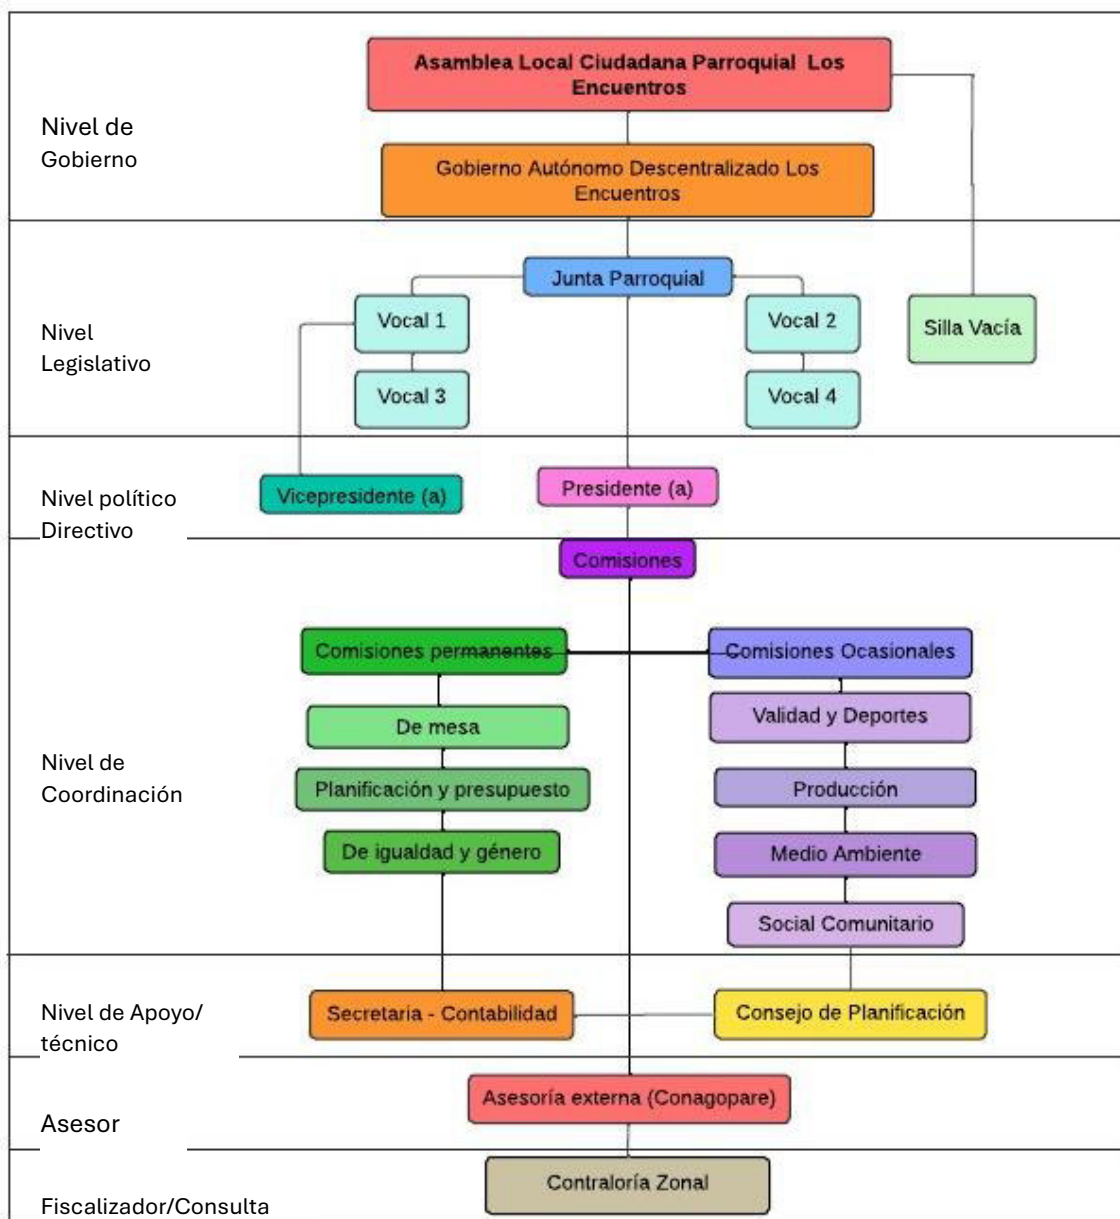 Asamblea Local Ciudadana Parroquial Los
Encuentros
Nivel de
Gobierno
Gobierno Autónomo Descentralizado Los
Encuentros
Junta Parroquial
Vocal 1
Vocal 2
Silla Vacía
Nivel
Legislativo
Vocal 3
Vocal 4
Nivel político
Directivo
Vicepresidente (a)
Presidente (a)
Comisiones
Comisiones permanentes
Comisiones Ocasionales
De mesa
Validad y Deportes
Nivel de
Coordinación
Planificación y presupuesto
Producción
De igualdad y género
Medio Ambiente
Social Comunitario
Nivel de Apoyo/
técnico
Secretaria - Contabilidad
Consejo de Planificación
Asesor
Asesoría externa (Conagopare)
Contraloría Zonal
Fiscalizador/Consulta